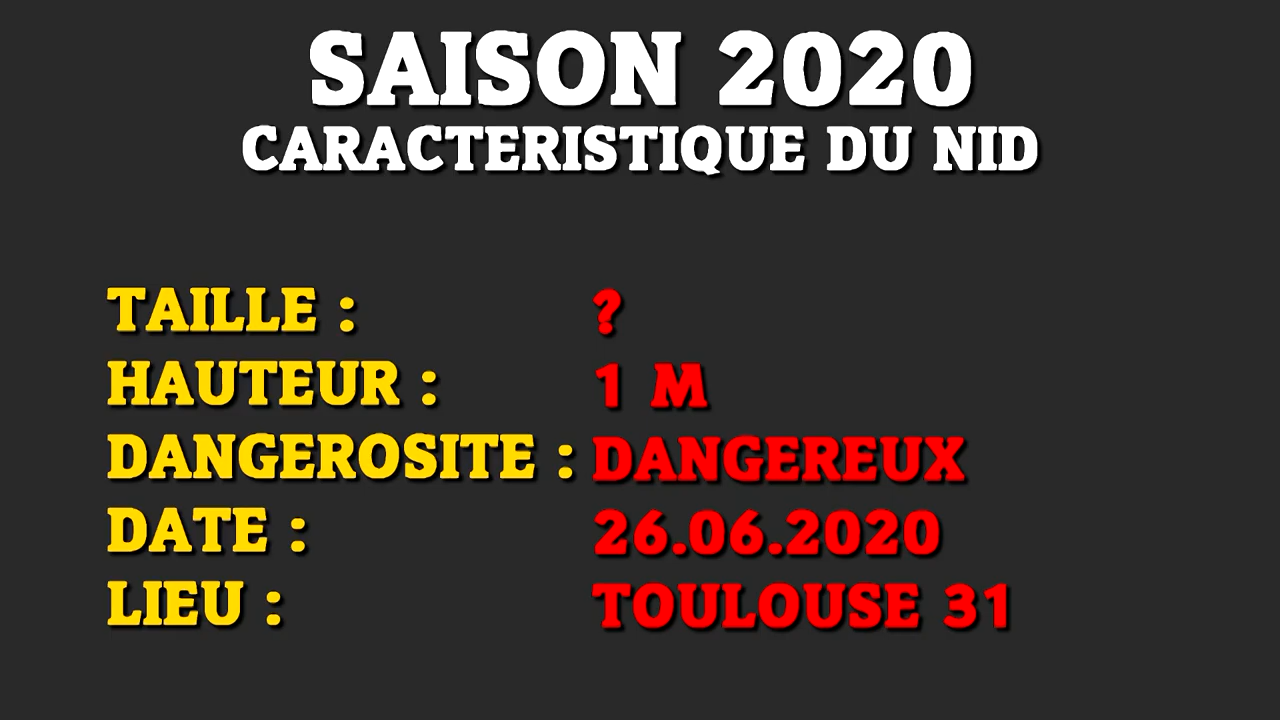 SAISON 2020
CARACTERISTIQUE DU NID
TAILLE : ?
HAUTEUR : 1 M
DANGEROSITE : DANGEREUX
DATE : 26.06.2020
LIEU : TOULOUSE 31